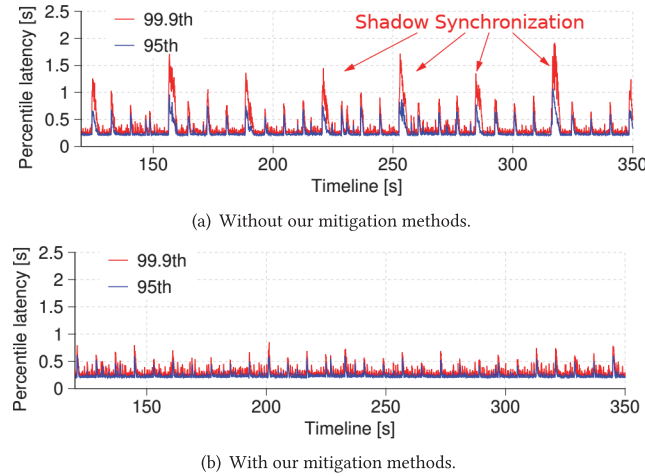 2.5
2
1.5
1
0.5
0
Percentile latency [s]
99.9th
95th
Shadow Synchronization
150 200 250 300 350
Timeline [s]
(a) Without our mitigation methods.
2.5
2
1.5
1
0.5
0
Percentile latency [s]
99.9th
95th
150 200 250 300 350
Timeline [s]
(b) With our mitigation methods.